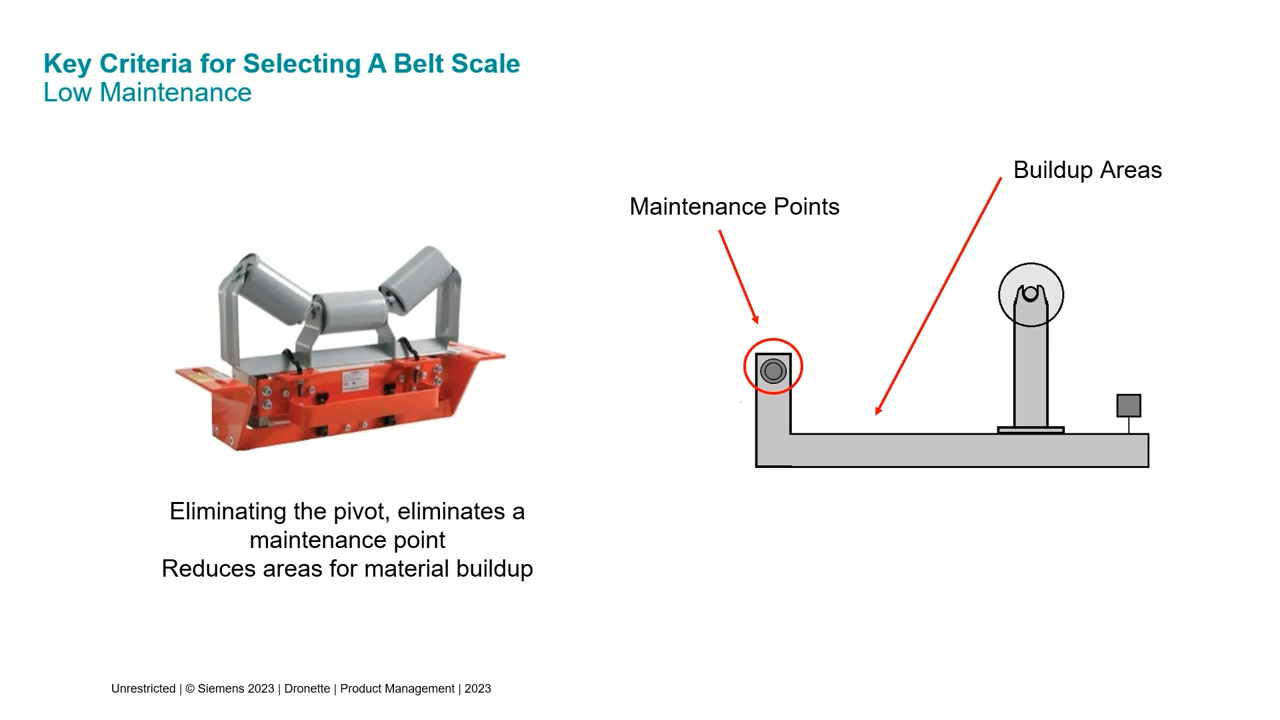 Key Criteria for Selecting A Belt Scale
Low Maintenance
Buildup Areas
Maintenance Points
Eliminating the pivot, eliminates a
maintenance point
Reduces areas for material buildup
Unrestricted | © Siemens 2023 | Dronette | Product Management | 2023